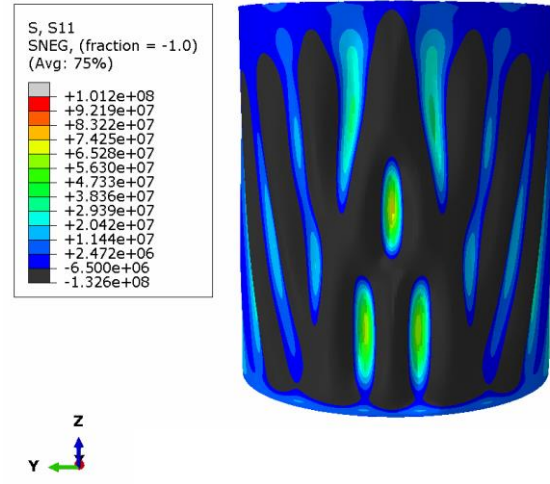 S, S11
SNEG, (fraction = -1.0)
(Avg: 75%)
+1.012e+08
+9.219e+07
+8.322e+07
+7.425e+07
+6.528e+07
+5.630e+07
+4.733e+07
+3.836e+07
+2.939e+07
+2.042e+07
+1.144e+07
+2.472e+06
-6.500e+06
-1.326e+08
Z
Y